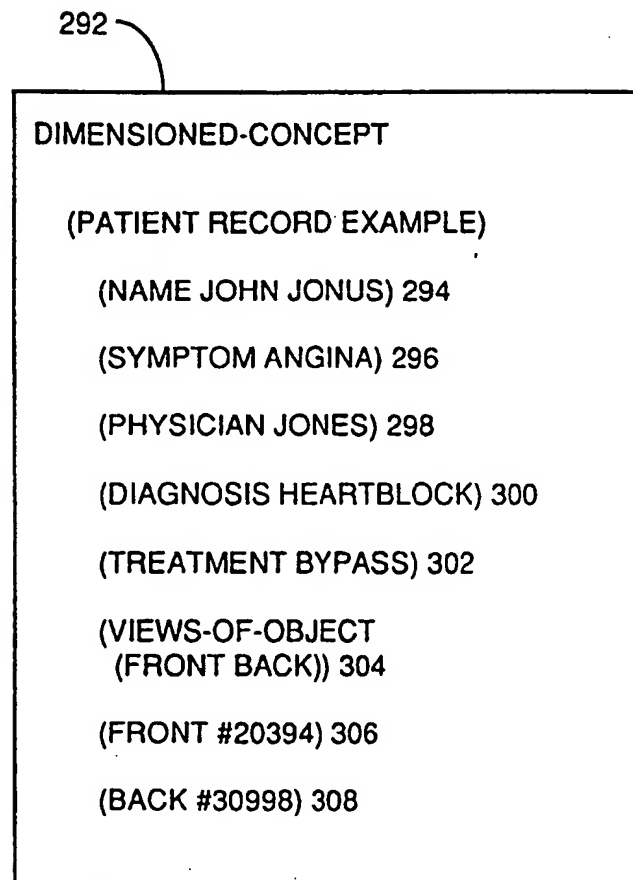 292
DIMENSIONED-CONCEPT
(PATIENT RECORD EXAMPLE)
(NAME JOHN JONUS) 294
(SYMPTOM ANGINA) 296
(PHYSICIAN JONES) 298
(DIAGNOSIS HEARTBLOCK) 300
(TREATMENT BYPASS) 302
(VIEWS-OF-OBJECT
(FRONT BACK)) 304
(FRONT #20394) 306
(BACK #30998) 308